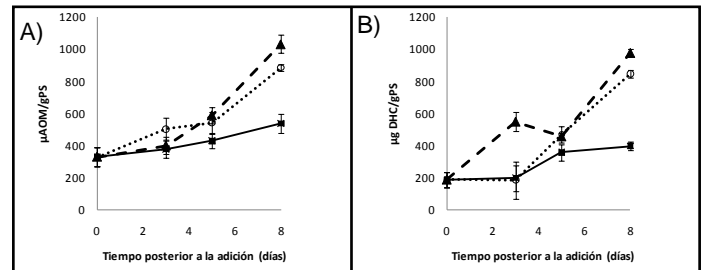 A)
1200
1000
800
600
400
200
0
µAOM/gPS
0 2 4 6 8
Tiempo posterior a la adición (días)
B)
1200
1000
800
600
400
200
0
µg DHC/gPS
0 2 4 6 8
Tiempo posterior a la adición (días)